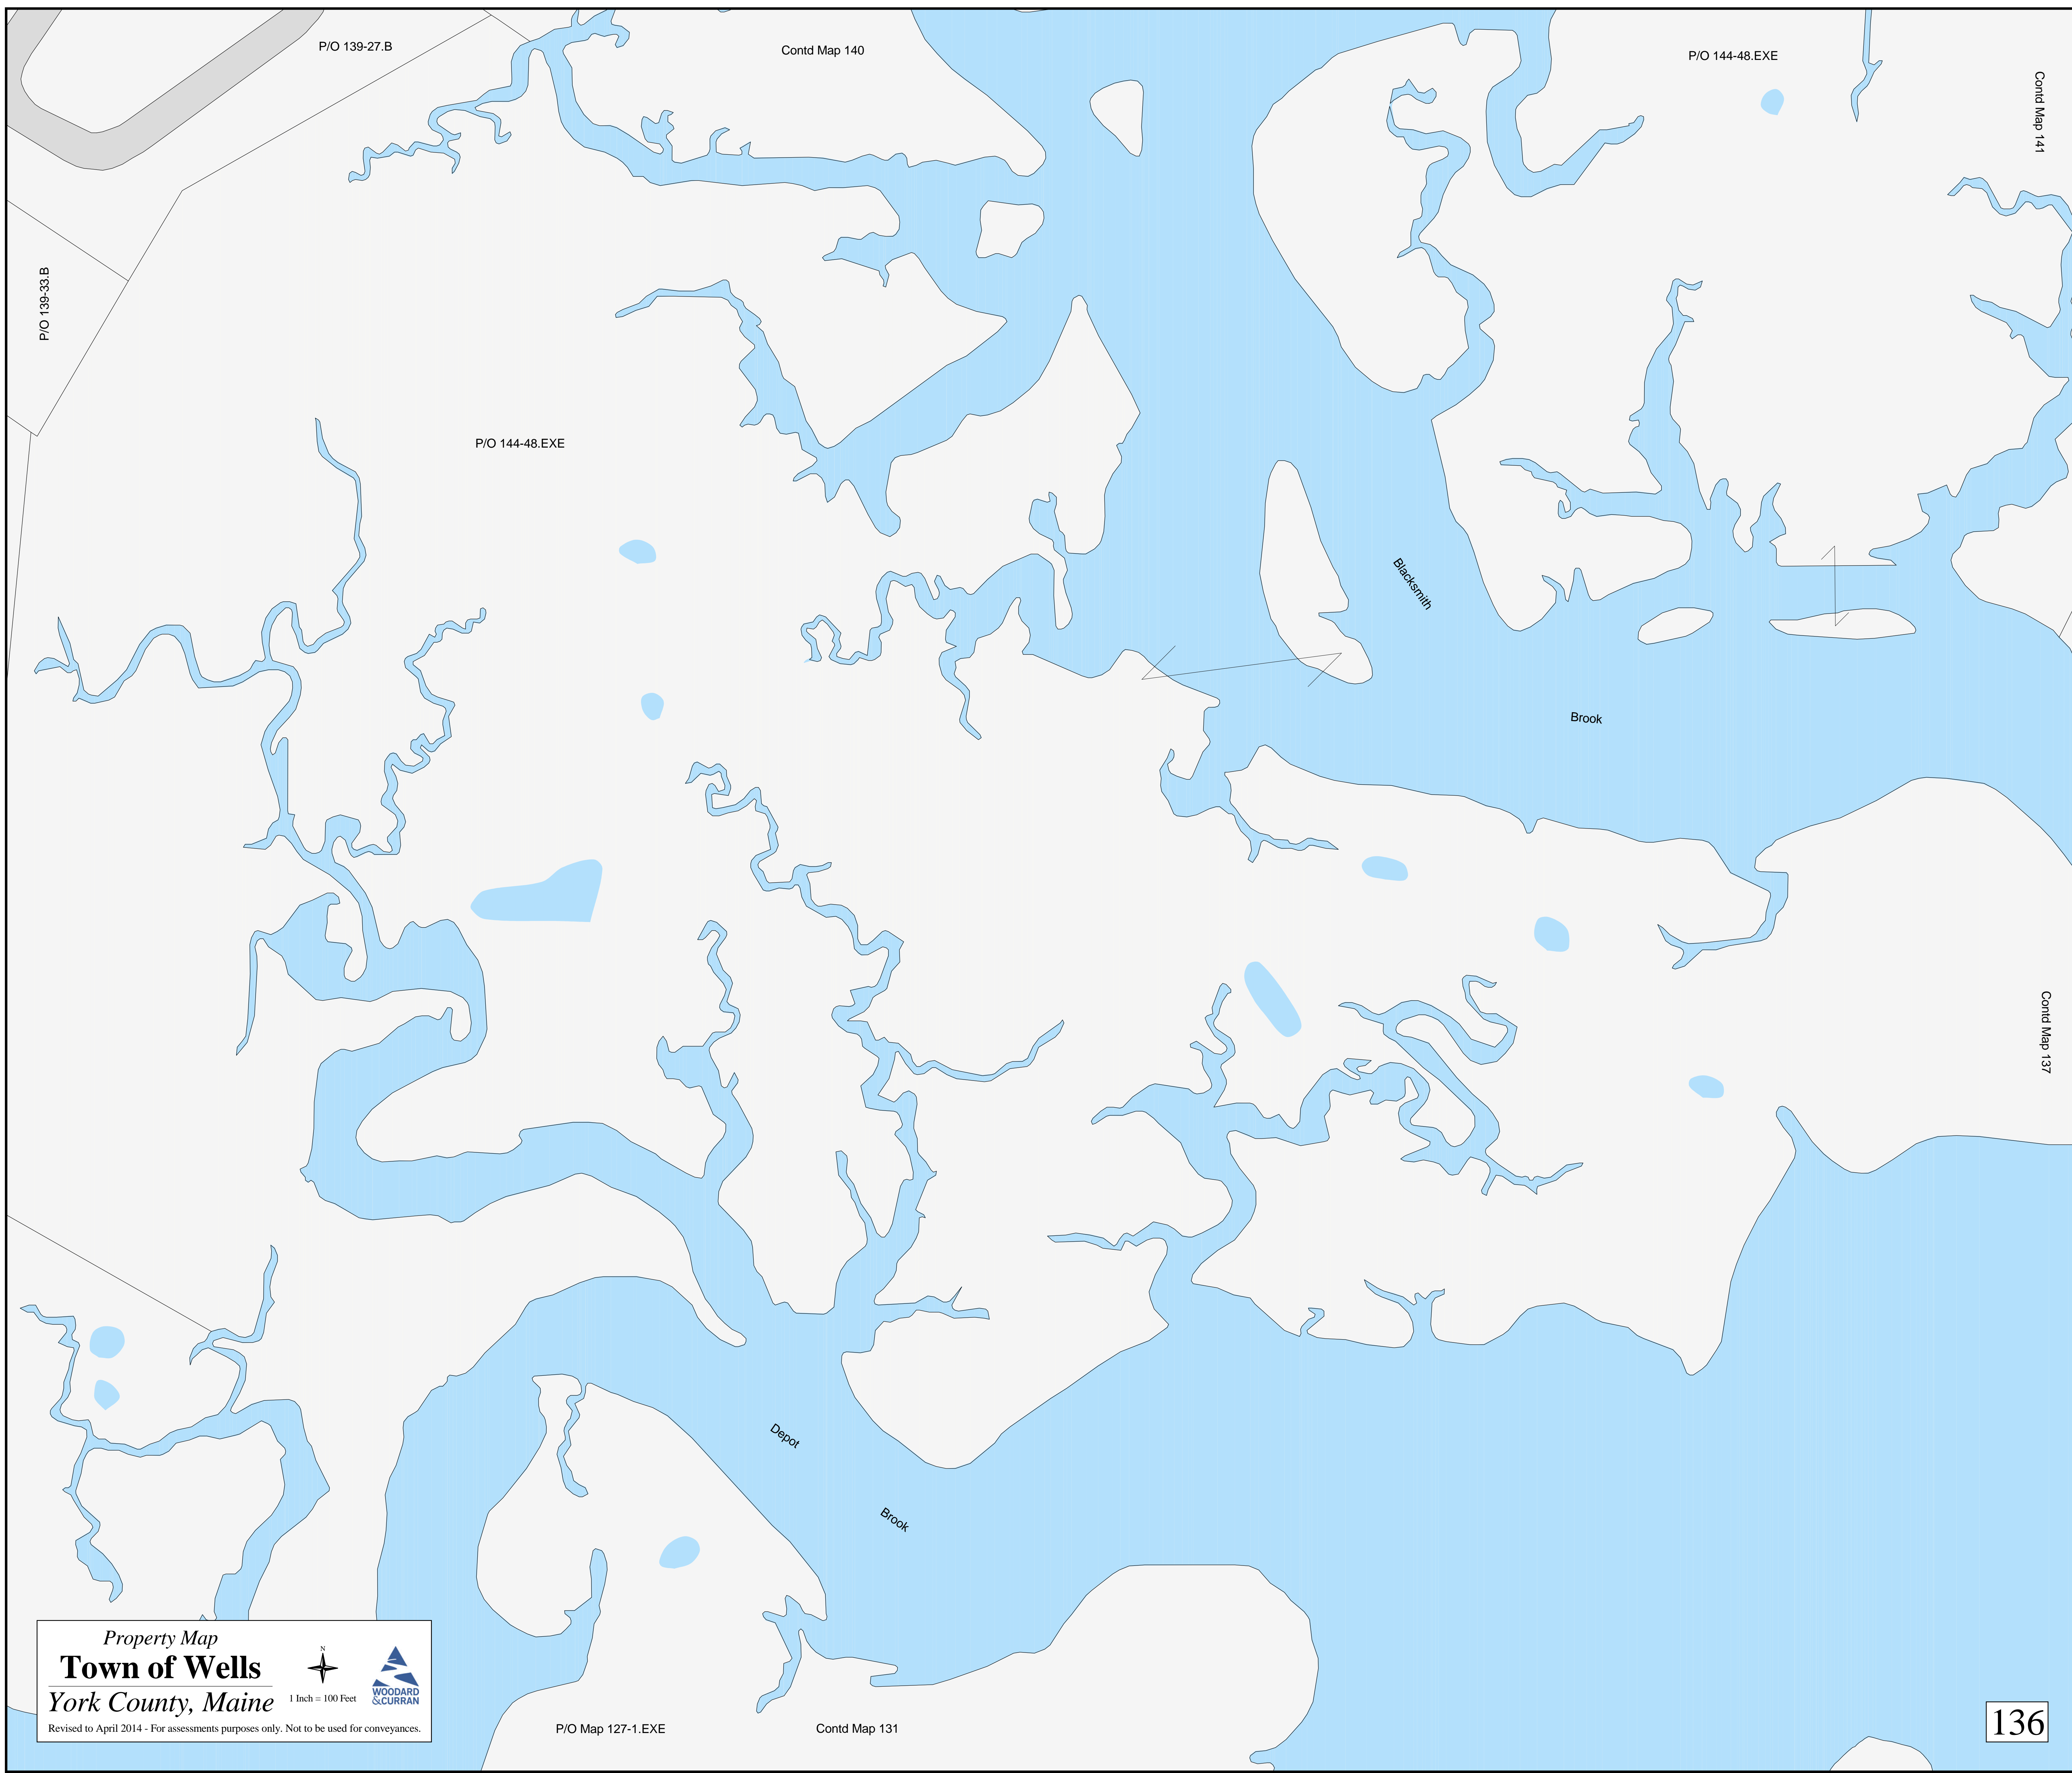 P/O 139-27.B
Contd Map 140
P/O 144-48.EXE
Contd Map 141
P/O 139-33.B
P/O 144-48.EXE
Blacksmith
Brook
Contd Map 137
Depot
Brook
Property Map
Town of Wells
York County, Maine
N
1 Inch = 100 Feet
WOODARD
&CURRAN
Revised to April 2014 - For assessments purposes only. Not to be used for conveyances.
P/O Map 127-1.EXE
Contd Map 131
136